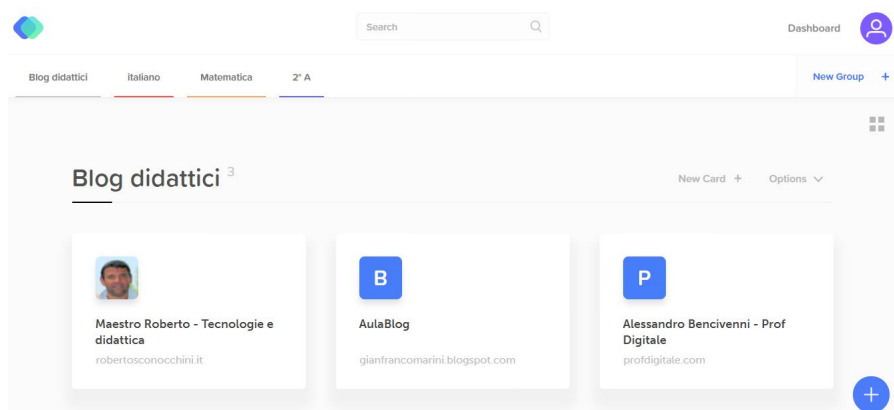 Search
Dashboard
Blog didattici
italiano
Matematica
2° A
New Group +
Blog didattici 3
New Card +
Options
B
P
Maestro Roberto - Tecnologie e
didattica
robertosconocchini.it
AulaBlog
gianfrancomarini.blogspot.com
Alessandro Bencivenni - Prof
Digitale
profdigitale.com
+